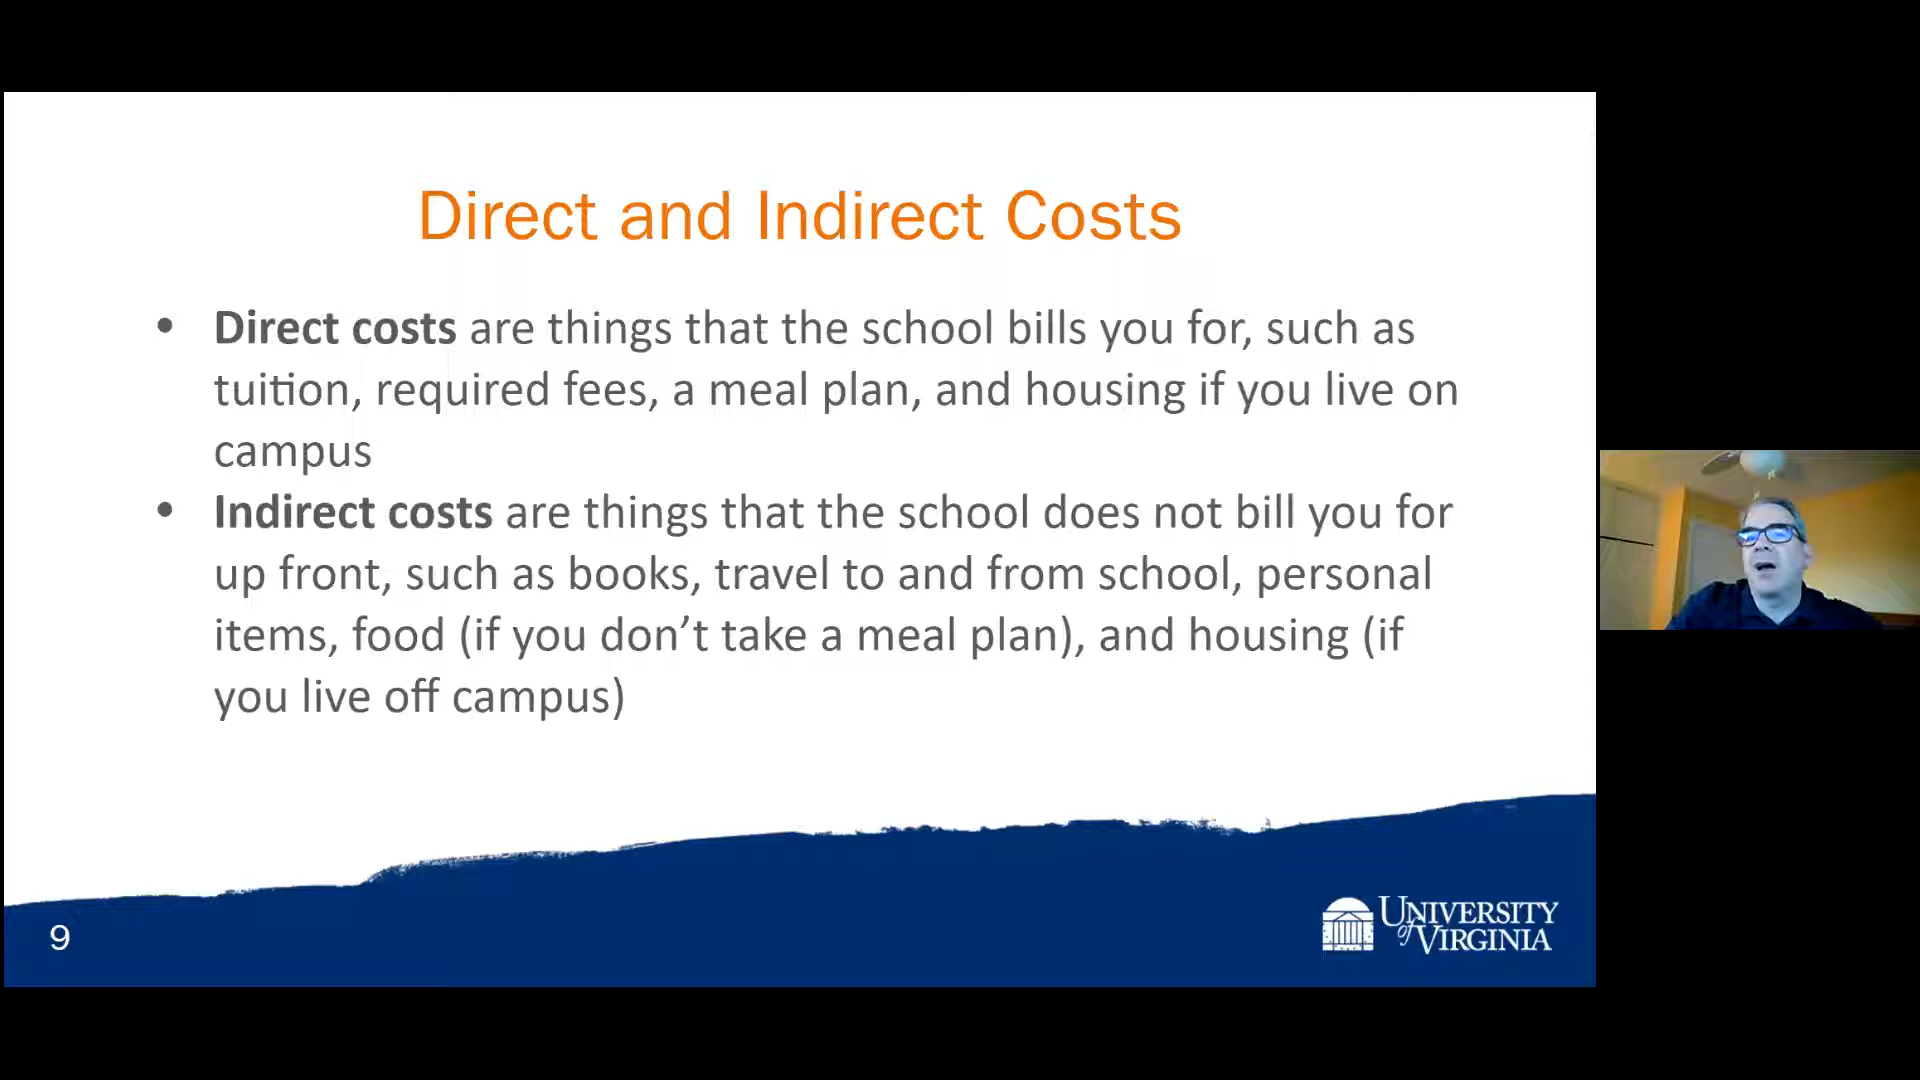 Direct and Indirect Costs
• Direct costs are things that the school bills you for, such as
tuition, required fees, a meal plan, and housing if you live on
campus
• Indirect costs are things that the school does not bill you for
up front, such as books, travel to and from school, personal
items, food (if you don’t take a meal plan), and housing (if
you live off campus)
9
UNIVERSITY
of VIRGINIA